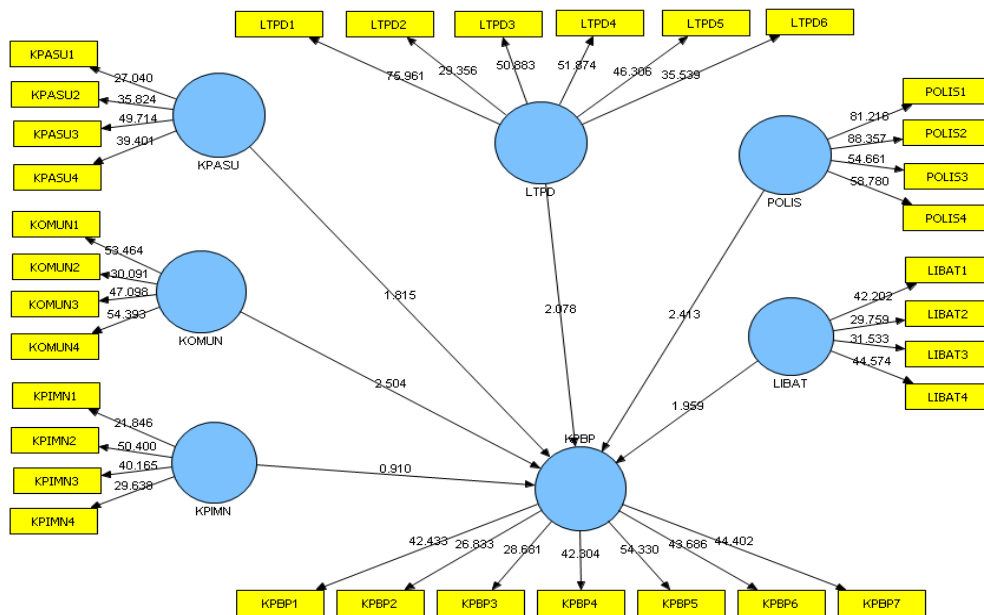 LTPD1
LTPD2
LTPD3
LTPD4
LTPD5
LTPD6
75.961
29.356
50.883
51.874
46.306
35.539
LTPD
KPASU1
KPASU2
KPASU3
KPASU4
27.040
35.824
49.714
39.401
KPASU
POLIS1
POLIS2
POLIS3
POLIS4
81.216
88.357
54.661
58.780
POLIS
KOMUN1
KOMUN2
KOMUN3
KOMUN4
53.464
30.091
47.098
54.393
KOMUN
LIBAT1
LIBAT2
LIBAT3
LIBAT4
42.202
29.759
31.533
44.574
LIBAT
KPIMN1
KPIMN2
KPIMN3
KPIMN4
21.846
50.400
40.165
29.638
KPIMN
1.815
2.078
2.413
2.504
1.959
0.910
KPBP
42.433
26.833
28.681
42.304
54.330
43.686
44.402
KPBP1
KPBP2
KPBP3
KPBP4
KPBP5
KPBP6
KPBP7